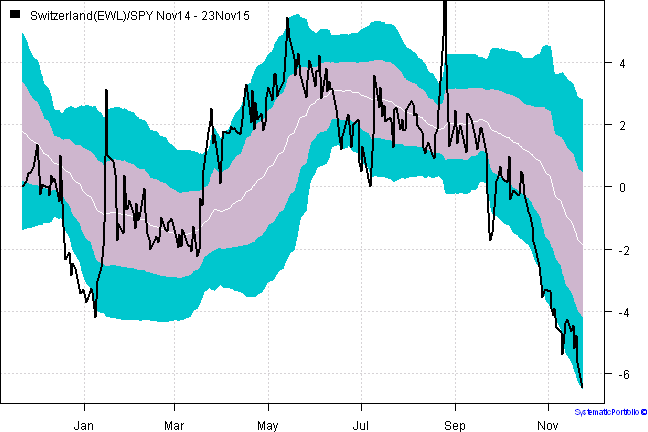 Switzerland(EWL)/SPY Nov14 - 23Nov15
4
2
0
-2
-4
-6
Jan Mar May Jul Sep Nov
SystematicPortfolio ©